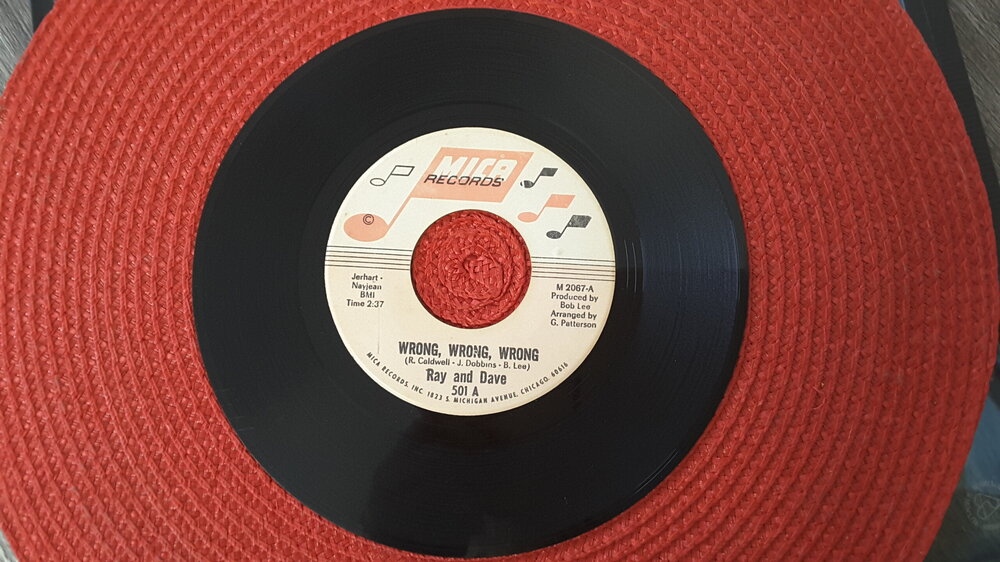 MICA
RECORDS
©
Jerhart -
Nayjean
BMI
Time 2:37
M 2067-A
Produced by
Bob Lee
Arranged by
G. Patterson
WRONG, WRONG, WRONG
(R. Caldwell - J. Dobbins - B. Lee)
Ray and Dave
501 A
MICA RECORDS, INC. 1823 S. MICHIGAN AVENUE, CHICAGO, 60616